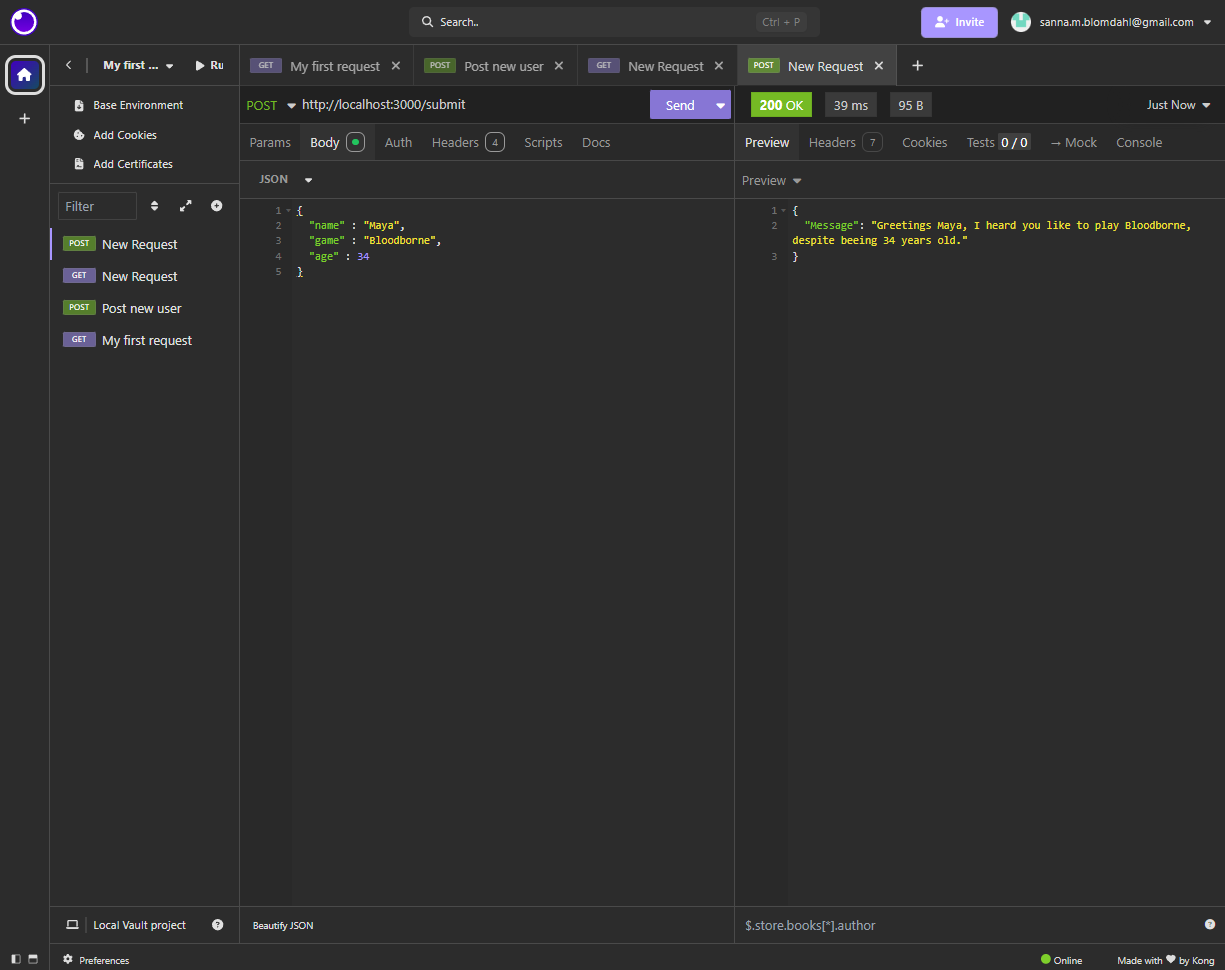 Search..
Ctrl + P
Invite
sanna.m.blomdahl@gmail.com
My first ...
Ru
GET My first request
POST Post new user
GET New Request
POST New Request
Base Environment
Add Cookies
Add Certificates
Filter
POST New Request
GET New Request
POST Post new user
GET My first request
POST http://localhost:3000/submit
Send
200 OK
39 ms
95 B
Just Now
Params Body Auth Headers 4 Scripts Docs
Preview Headers 7 Cookies Tests 0 / 0 → Mock Console
JSON
Preview
1 {
2 "name" : "Maya",
3 "game" : "Bloodborne",
4 "age" : 34
5 }
1 {
2 "Message": "Greetings Maya, I heard you like to play Bloodborne,
despite beeing 34 years old."
3 }
Local Vault project
Beautify JSON
$.store.books[*].author
Preferences
Online
Made with ♥ by Kong